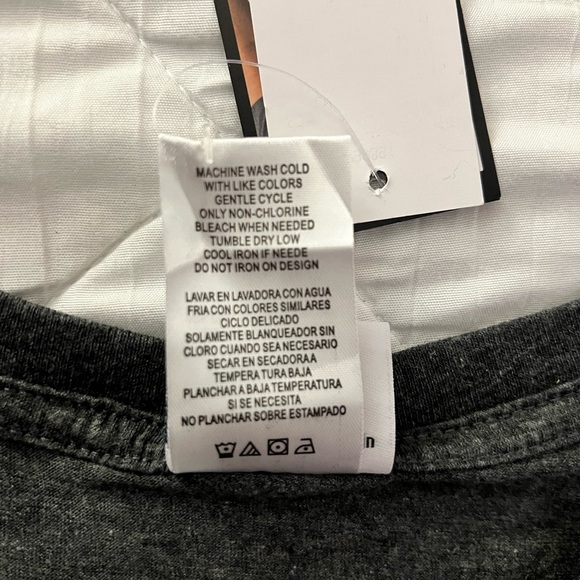 MACHINE WASH COLD
WITH LIKE COLORS
GENTLE CYCLE
ONLY NON-CHLORINE
BLEACH WHEN NEEDED
TUMBLE DRY LOW
COOL IRON IF NEEDE
DO NOT IRON ON DESIGN
LAVAR EN LAVADORA CON AGUA
FRIA CON COLORES SIMILARES
CICLO DELICADO
SOLAMENTE BLANQUEADOR SIN
CLORO CUANDO SEA NECESARIO
SECAR EN SECADORA A
TEMPERATURA BAJA
PLANCHAR A BAJA TEMPERATURA
SI SE NECESITA
NO PLANCHAR SOBRE ESTAMPADO
n